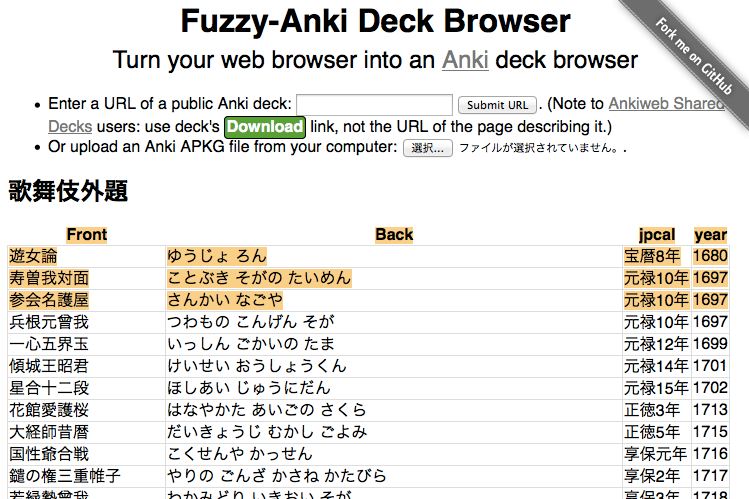 Fork me on GitHub
Fuzzy-Anki Deck Browser
Turn your web browser into an Anki deck browser
• Enter a URL of a public Anki deck: Submit URL . (Note to Ankiweb Shared
Decks users: use deck's Download link, not the URL of the page describing it.)
• Or upload an Anki APKG file from your computer: 選択... ファイルが選択されていません。.
歌舞伎外題
Front Back jpcal year
遊女論 ゆうじょ ろん 宝暦8年 1680
寿曽我対面 ことぶき そがの たいめん 元禄10年 1697
参会名護屋 さんかい なごや 元禄10年 1697
兵根元曾我 つわもの こんげん そが 元禄10年 1697
一心五界玉 いっしん ごかいの たま 元禄12年 1699
傾城王昭君 けいせい おうしょうくん 元禄14年 1701
星合十二段 ほしあい じゅうにだん 元禄15年 1702
花館愛護桜 はなやかた あいごの さくら 正徳3年 1713
大経師昔暦 だいきょうじ むかし ごよみ 正徳5年 1715
国性爺合戦 こくせんや かっせん 享保元年 1716
鑓の権三重帷子 やりの ごんざ かさね かたびら 享保2年 1717
わかみどり いきおい そが 享保3年 1718